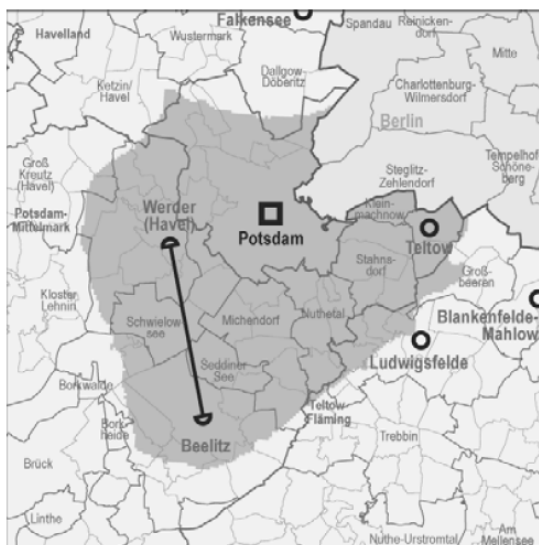 Falkensee
Spandau
Reinicken-
dorf
Havelland
Wustermark
Mitte
Dallgow-
Döberitz
Ketzin/
Havel
Charlottenburg-
Wilmersdorf
Berlin
Groß
Kreutz
(Havel)
Steglitz-
Zehlendorf
Tempelhof
Schöne-
berg
Potsdam-
Mittelmark
Werder
(Havel)
Klein-
machnow
Potsdam
Teltow
Stahns-
dorf
Groß-
beeren
Kloster
Lehnin
Schwielow-
see
Michendorf
Nuthetal
Blankenfelde-
Mahlow
Seddiner
See
Ludwigsfelde
Borkwalde
Bork-
heide
Beelitz
Teltow-
Fläming
Trebbin
Brück
Linthe
Nuthe-Urstromtal
Am
Mellensee